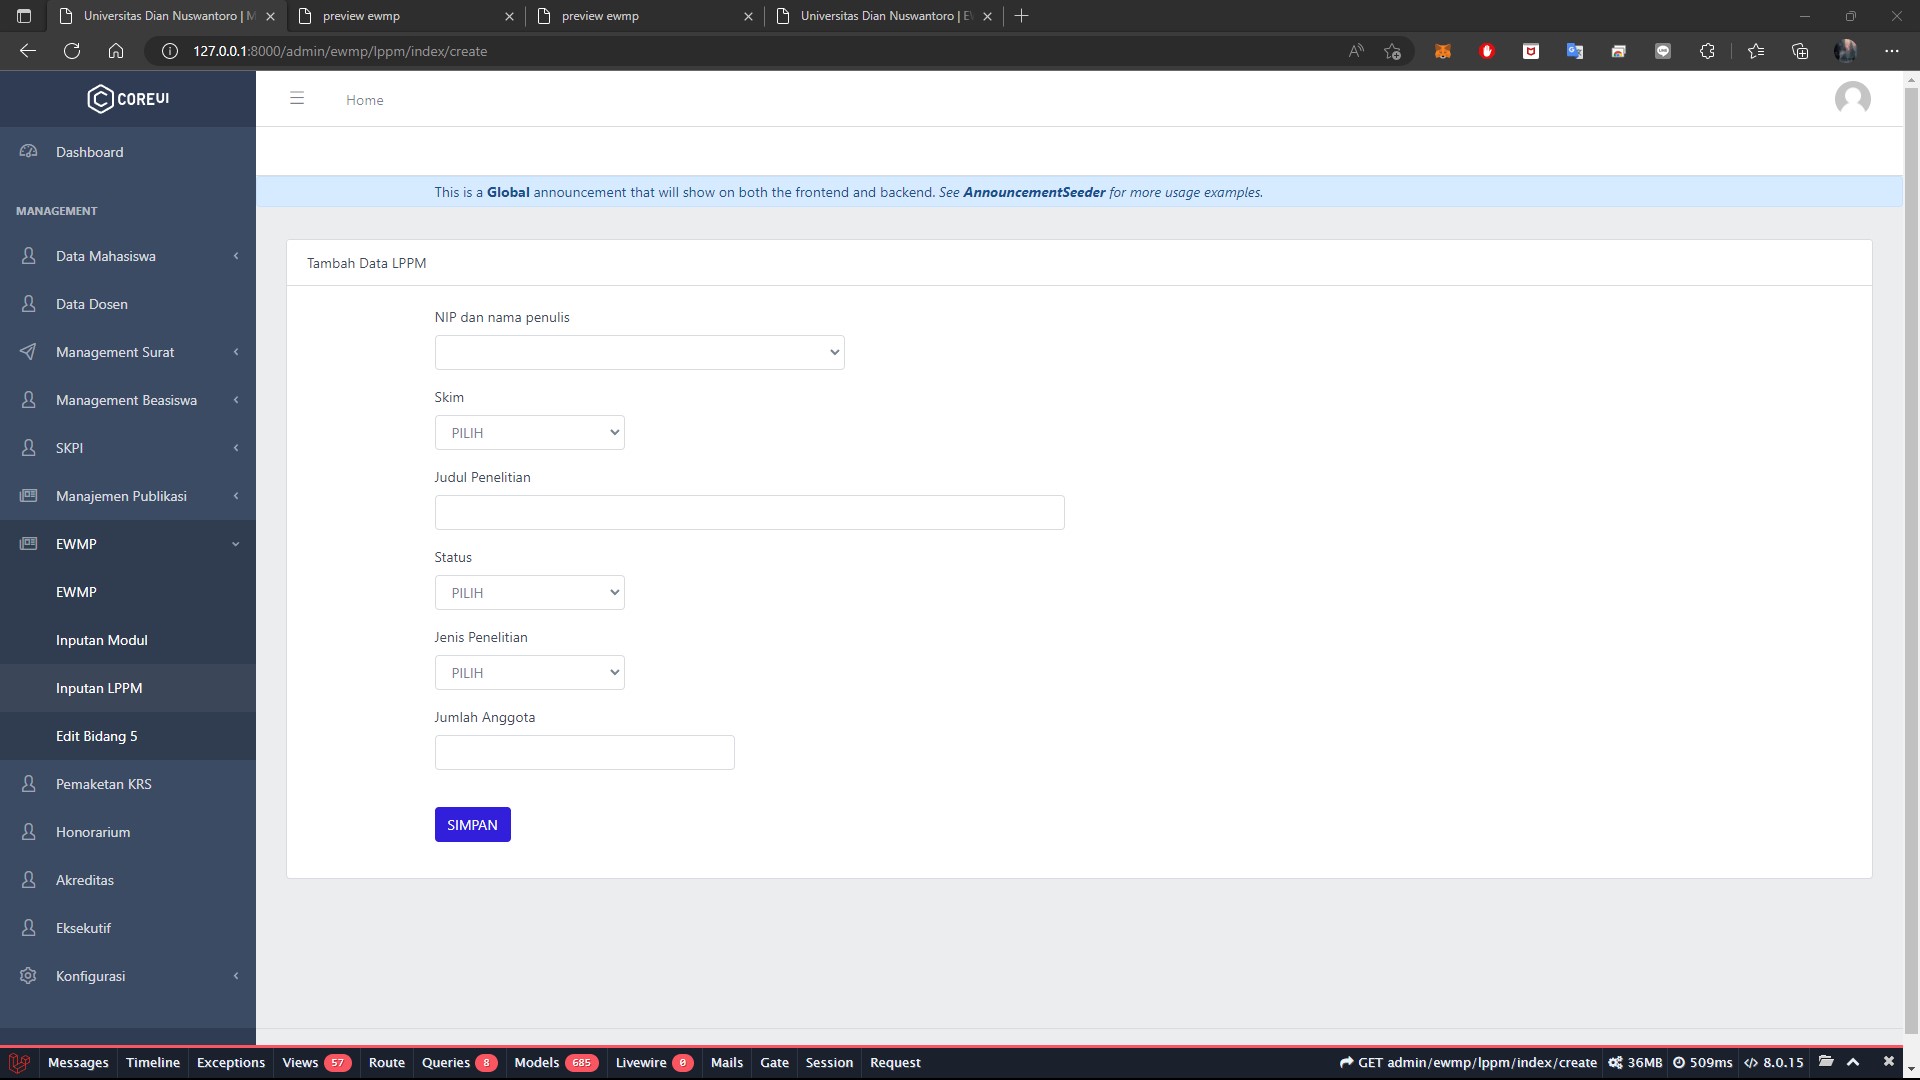 Universitas Dian Nuswantoro | M
preview ewmp
preview ewmp
Universitas Dian Nuswantoro | E
127.0.0.1:8000/admin/ewmp/lppm/index/create
COREUI
Home
Dashboard
This is a Global announcement that will show on both the frontend and backend. See AnnouncementSeeder for more usage examples.
MANAGEMENT
Data Mahasiswa
Data Dosen
Management Surat
Management Beasiswa
SKPI
Manajemen Publikasi
EWMP
EWMP
Inputan Modul
Inputan LPPM
Edit Bidang 5
Pemaketan KRS
Honorarium
Akreditas
Eksekutif
Konfigurasi
Tambah Data LPPM
NIP dan nama penulis
Skim
PILIH
Judul Penelitian
Status
PILIH
Jenis Penelitian
PILIH
Jumlah Anggota
SIMPAN
Messages Timeline Exceptions Views 57 Route Queries 8 Models 685 Livewire 0 Mails Gate Session Request GET admin/ewmp/lppm/index/create 36MB 509ms 8.0.15